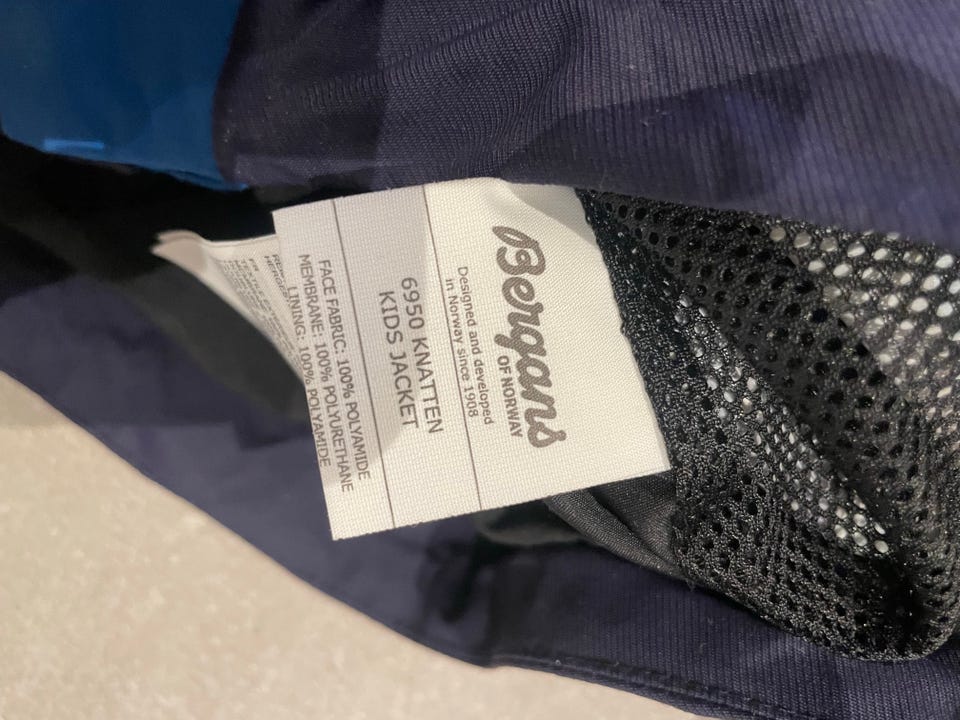 Bergans
OF NORWAY
Designed and developed
in Norway since 1908
6950 KNATTEN
KIDS JACKET
FACE FABRIC: 100% POLYAMIDE
MEMBRANE: 100% POLYURETHANE
LINING: 100% POLYAMIDE